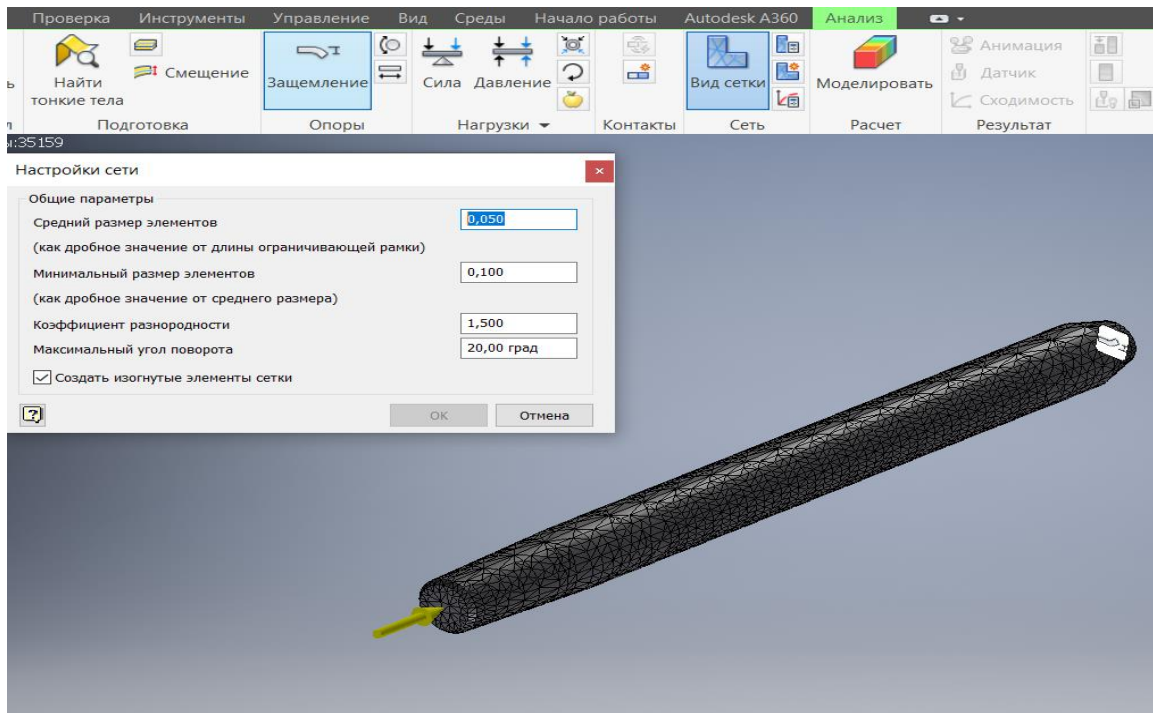 Проверка Инструменты Управление Вид Среды Начало работы Autodesk A360 Анализ
Найти тонкие тела
Смещение
Защемление
Сила Давление
Вид сетки
Моделировать
Анимация
Датчик
Сходимость
Подготовка Опоры Нагрузки Контакты Сеть Расчет Результат
:35159
Настройки сети
Общие параметры
Средний размер элементов 0,050
(как дробное значение от длины ограничивающей рамки)
Минимальный размер элементов 0,100
(как дробное значение от среднего размера)
Коэффициент разнородности 1,500
Максимальный угол поворота 20,00 град
Создать изогнутые элементы сетки
ОК Отмена